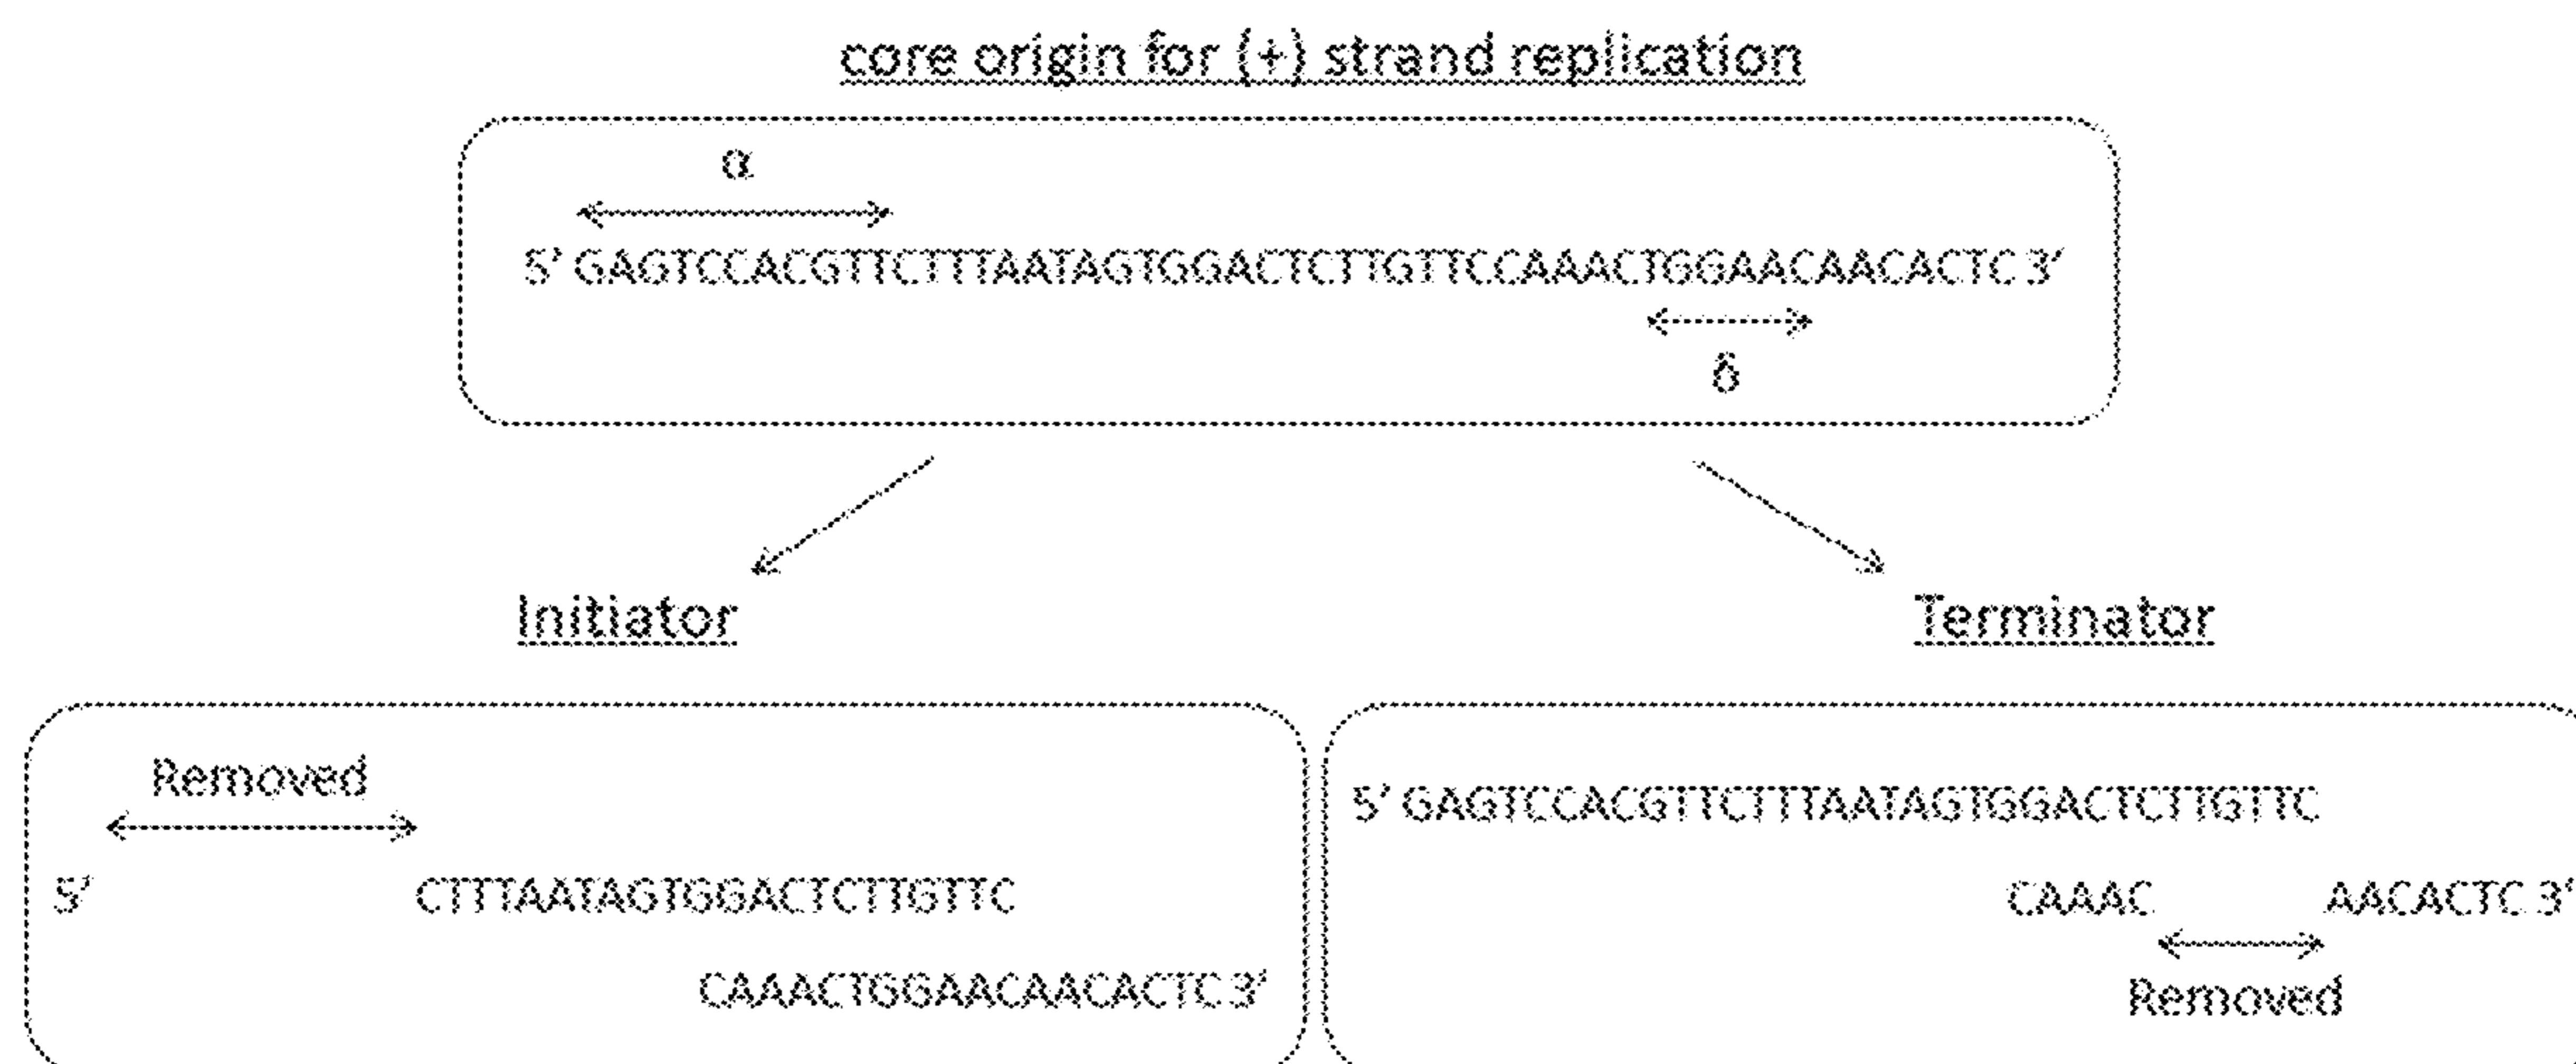 core origin for (+) strand replication
α
5' GAGTCCACGTTCTTTAATAGTGGACTCTTGTTCCAAACTGGAACAACACTC 3'
δ
Initiator
Terminator
Removed
5' GAGTCCACGTTCTTTAATAGTGGACTCTTGTTC
5' CTTTAATAGTGGACTCTTGTTC
CAAAC AACACTC 3'
CAAACTGGAACAACACTC 3'
Removed